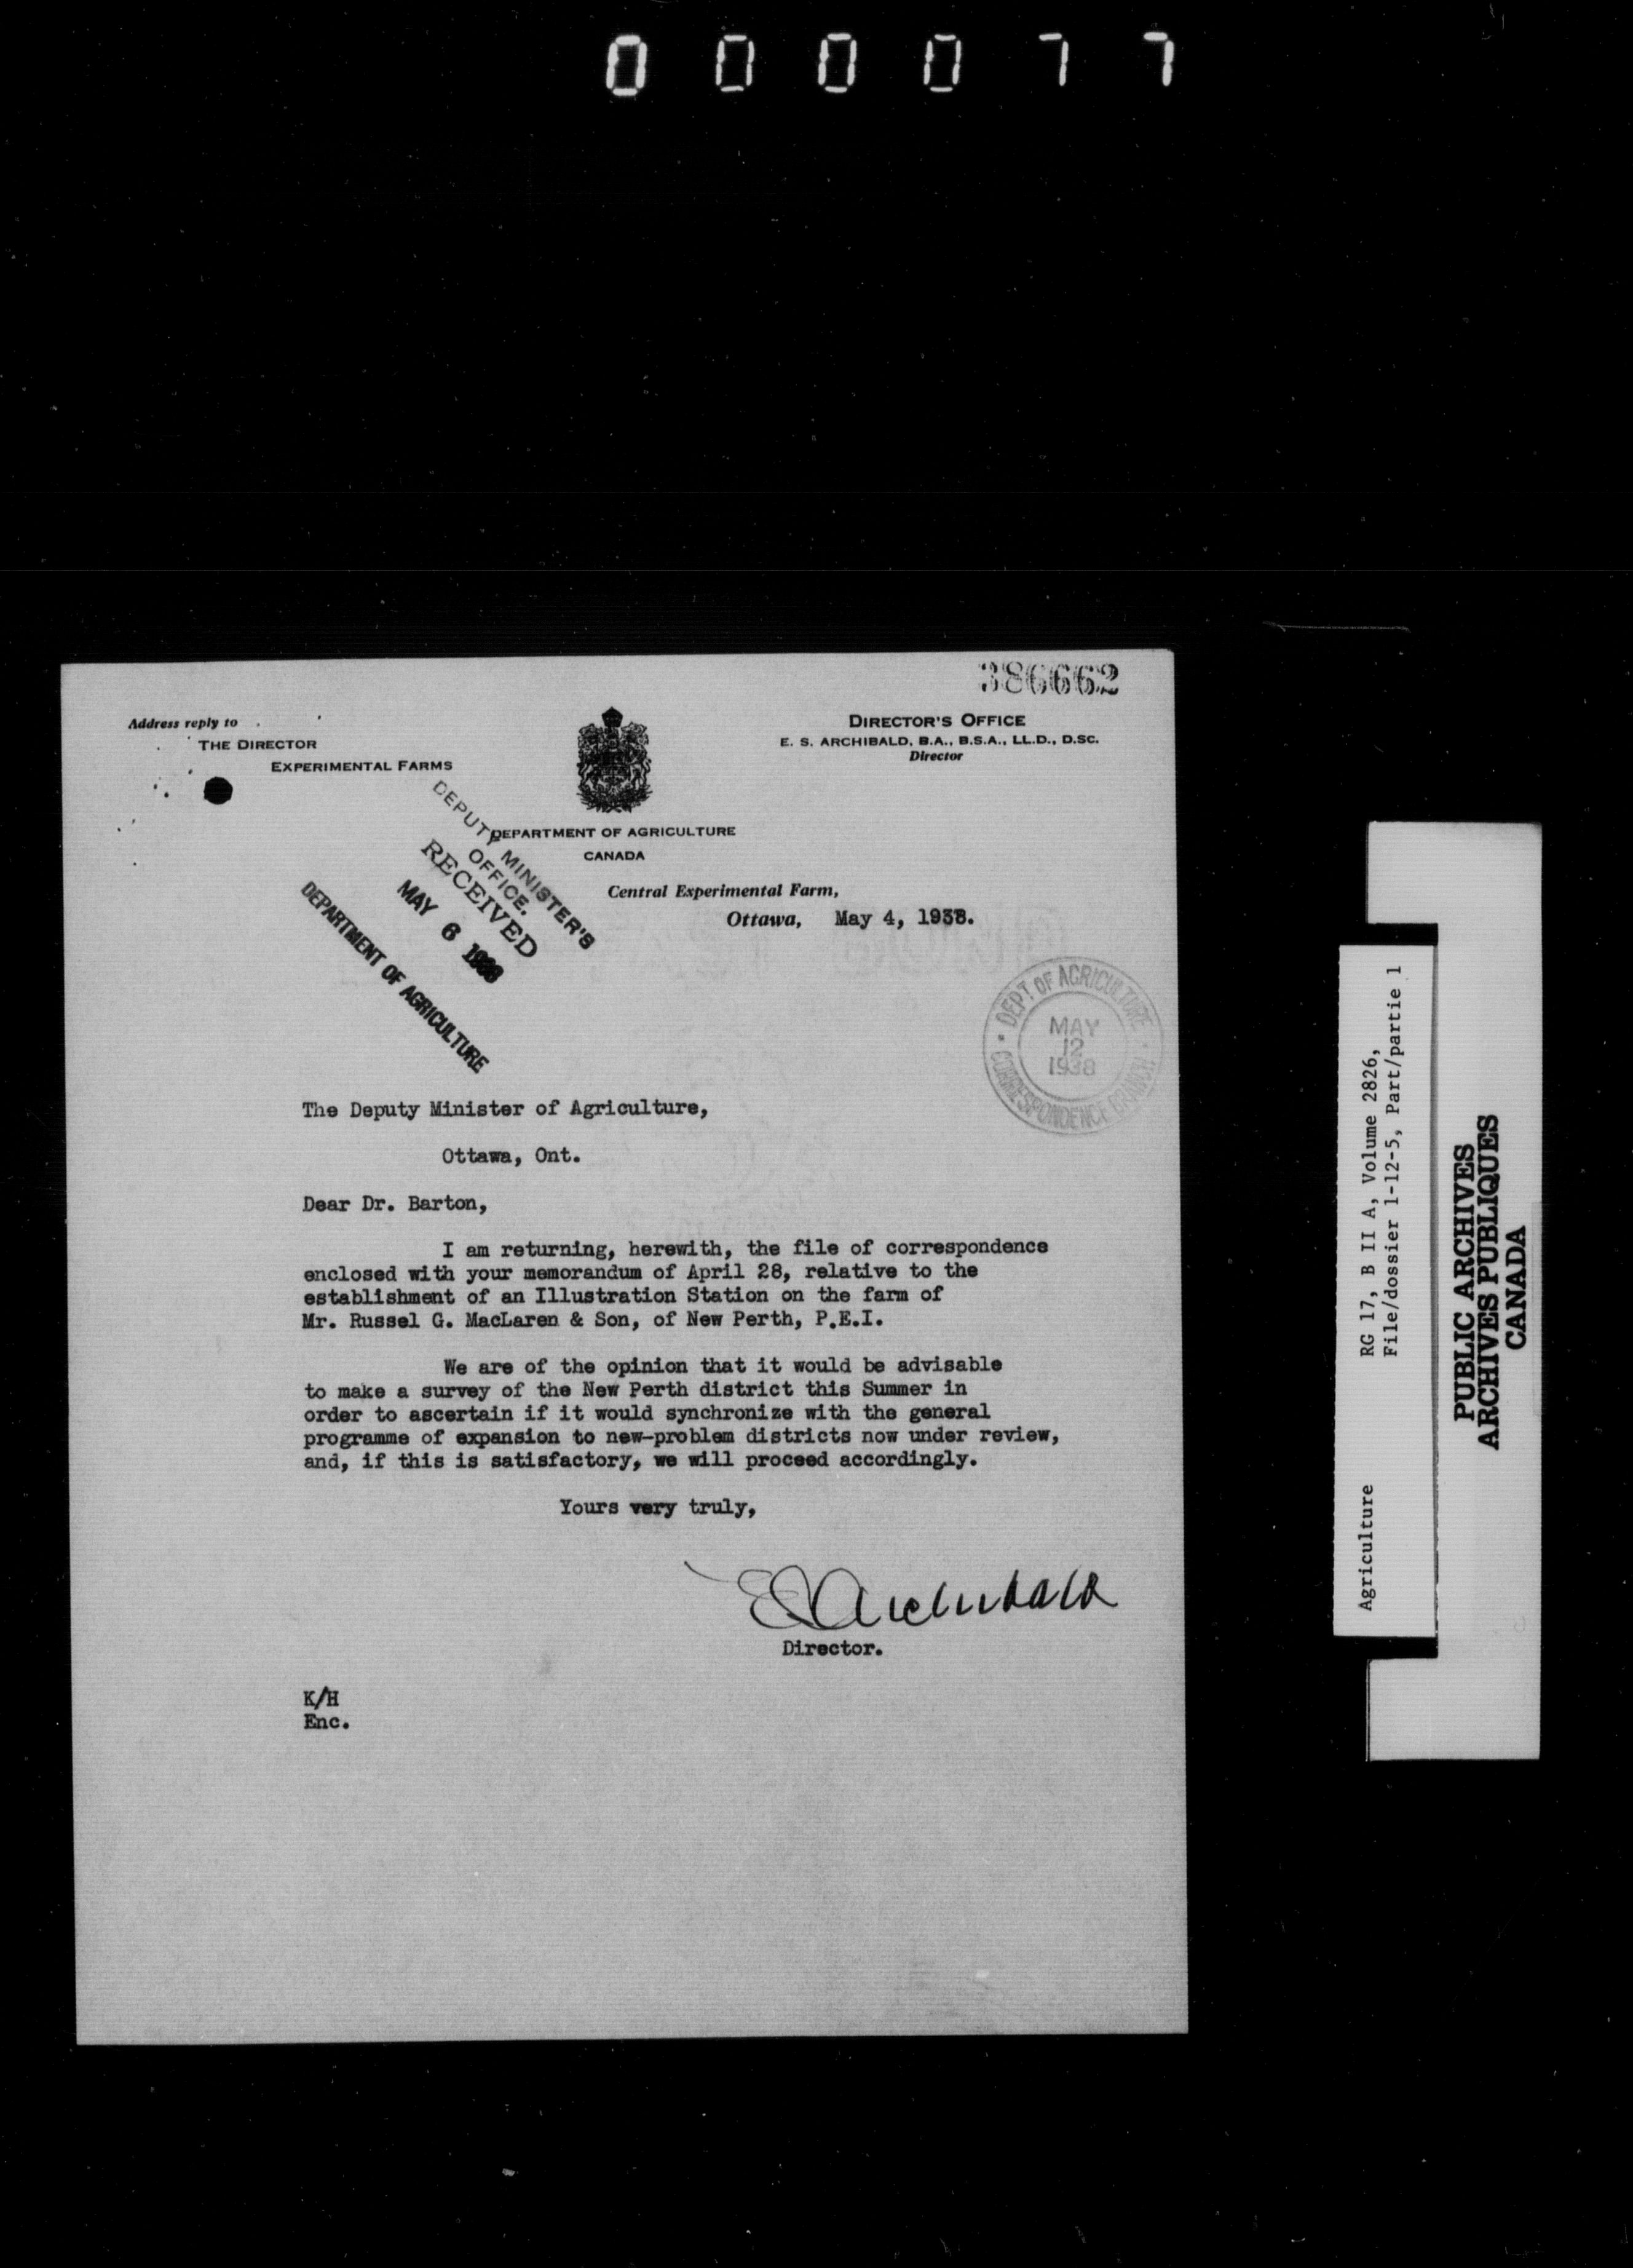 000077
386662
Address reply to
THE DIRECTOR
EXPERIMENTAL FARMS
DIRECTOR'S OFFICE
E. S. ARCHIBALD, B.A., B.S.A., LL.D., D.SC.
Director
DEPARTMENT OF AGRICULTURE
CANADA
Central Experimental Farm,
Ottawa, May 4, 1938.
DEPUTY MINISTER'S
OFFICE.
RECEIVED
MAY 6 1938
DEPARTMENT OF AGRICULTURE
DEPT OF AGRICULTURE
MAY
12
1938
CORRESPONDENCE BRANCH
The Deputy Minister of Agriculture,
Ottawa, Ont.
Dear Dr. Barton,
I am returning, herewith, the file of correspondence
enclosed with your memorandum of April 28, relative to the
establishment of an Illustration Station on the farm of
Mr. Russel G. MacLaren & Son, of New Perth, P.E.I.
We are of the opinion that it would be advisable
to make a survey of the New Perth district this Summer in
order to ascertain if it would synchronize with the general
programme of expansion to new-problem districts now under review,
and, if this is satisfactory, we will proceed accordingly.
Yours very truly,
ES Archibald
Director.
K/H
Enc.
Agriculture RG 17, B II A, Volume 2826,
File/dossier 1-12-5, Part/partie 1
PUBLIC ARCHIVES
ARCHIVES PUBLIQUES
CANADA